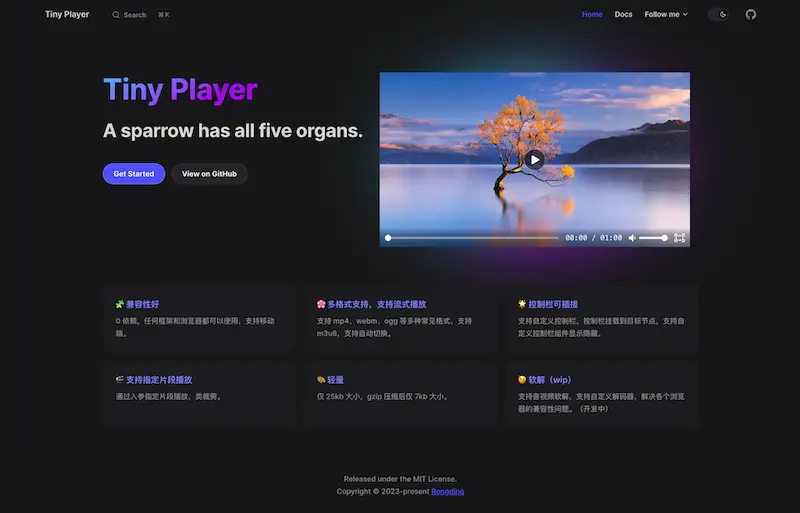 Tiny Player
Search
⌘ K
Home
Docs
Follow me
Tiny Player
A sparrow has all five organs.
Get Started
View on GitHub
00:00 / 01:00
兼容性好
0 依赖，任何框架和浏览器都可以使用，支持移动
端。
多格式支持，支持流式播放
支持 mp4、webm、ogg 等多种常见格式，支持
m3u8，支持自动切换。
控制栏可插拔
支持自定义控制栏，控制栏挂载到目标节点，支持自
定义控制栏组件显示隐藏。
支持指定片段播放
通过入参指定片段播放，类裁剪。
轻量
仅 25kb 大小，gzip 压缩后仅 7kb 大小。
软解（wip）
支持音视频软解，支持自定义解码器，解决各个浏览
器的兼容性问题。（开发中）
Released under the MIT License.
Copyright © 2023-present Rongding